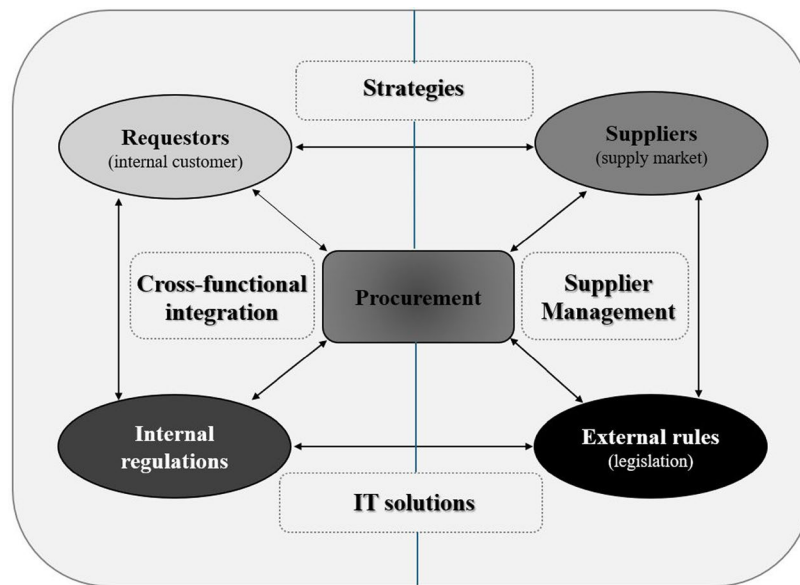 Strategies
Requestors
(internal customer)
Suppliers
(supply market)
Cross-functional
integration
Procurement
Supplier
Management
Internal
regulations
External rules
(legislation)
IT solutions